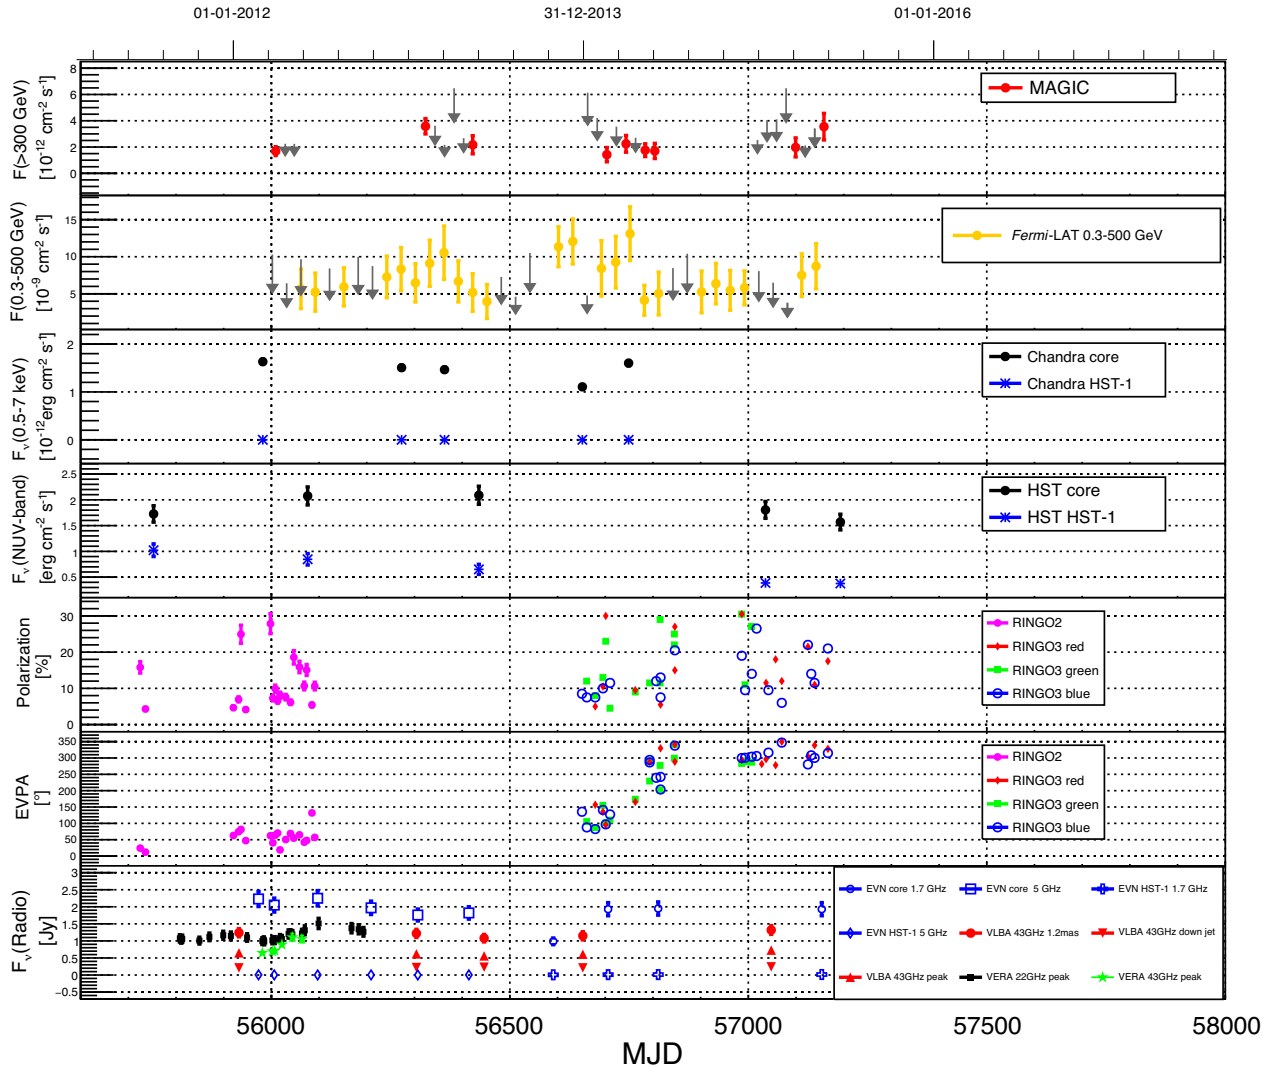 01-01-2012 31-12-2013 01-01-2016
F(>300 GeV)
[10⁻¹² cm⁻² s⁻¹]
8
6
4
2
0
MAGIC
F(0.3-500 GeV)
[10⁻⁹ cm⁻² s⁻¹]
15
10
5
Fermi-LAT 0.3-500 GeV
Fᵥ(0.5-7 keV)
[10⁻¹²erg cm⁻² s⁻¹]
2
1
0
Chandra core
Chandra HST-1
Fᵥ(NUV-band)
[erg cm⁻² s⁻¹]
2.5
2
1.5
1
0.5
HST core
HST HST-1
Polarization
[%]
30
20
10
0
RINGO2
RINGO3 red
RINGO3 green
RINGO3 blue
EVPA
[°]
350
300
250
200
150
100
50
0
RINGO2
RINGO3 red
RINGO3 green
RINGO3 blue
Fᵥ(Radio)
[Jy]
3
2.5
2
1.5
1
0.5
0
−0.5
EVN core 1.7 GHz EVN core 5 GHz EVN HST-1 1.7 GHz
EVN HST-1 5 GHz VLBA 43GHz 1.2mas VLBA 43GHz down jet
VLBA 43GHz peak VERA 22GHz peak VERA 43GHz peak
56000 56500 57000 57500 58000
MJD